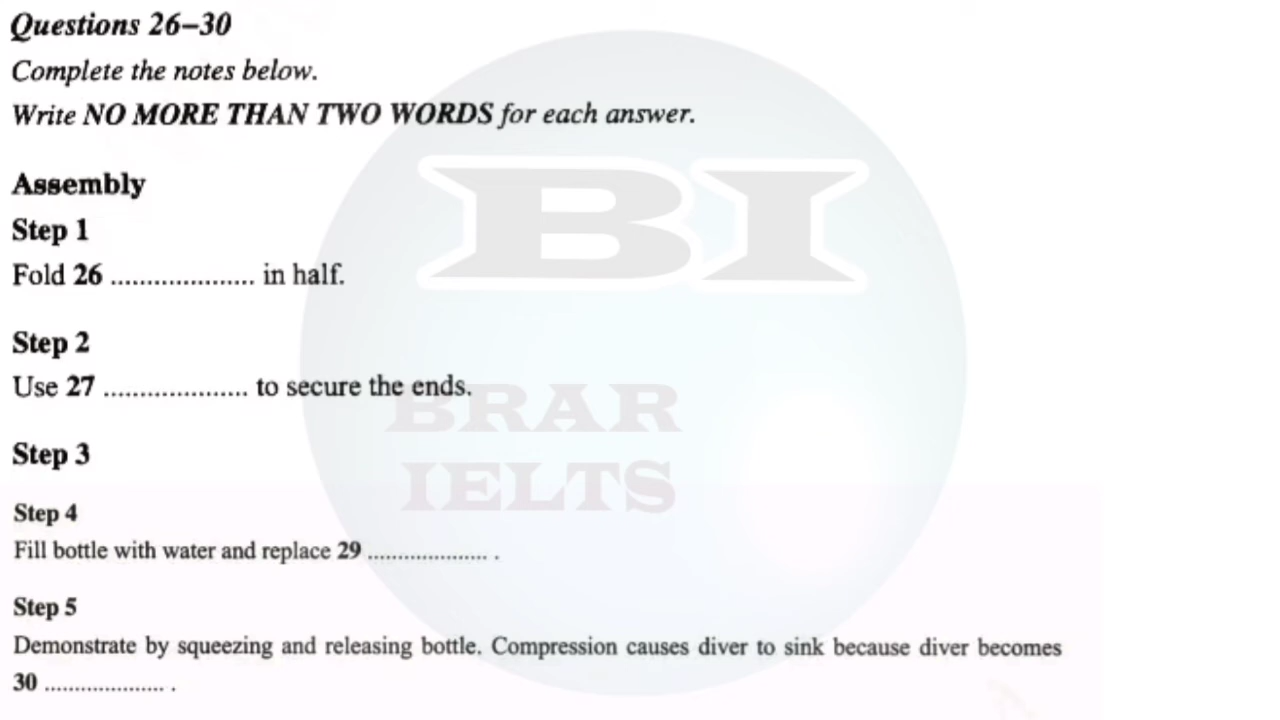 Questions 26–30
Complete the notes below.
Write NO MORE THAN TWO WORDS for each answer.
Assembly
Step 1
Fold 26 .................... in half.
Step 2
Use 27 .................... to secure the ends.
Step 3
Step 4
Fill bottle with water and replace 29 .................... .
Step 5
Demonstrate by squeezing and releasing bottle. Compression causes diver to sink because diver becomes
30 .................... .
BI
BRAR
IELTS